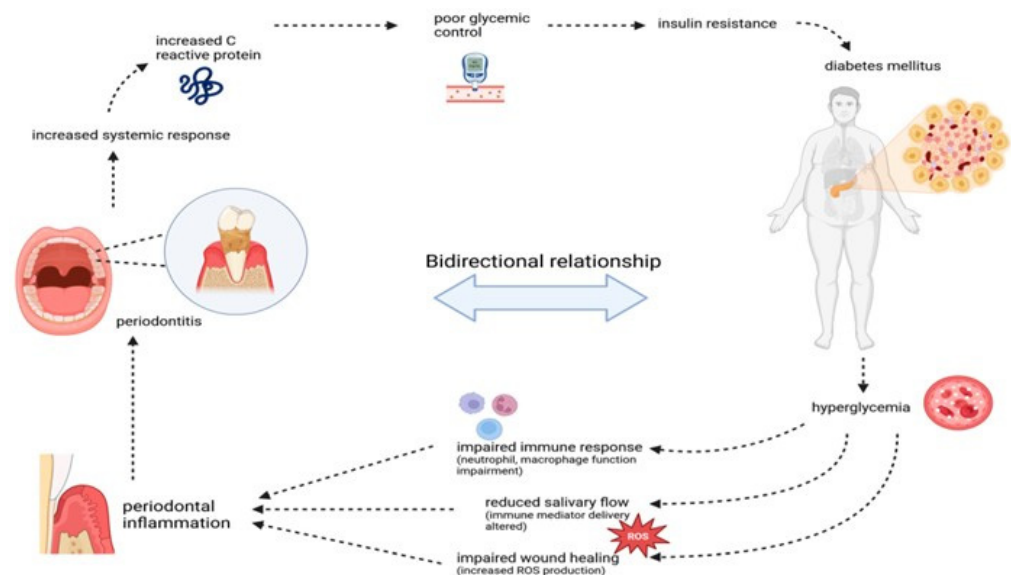 increased C
reactive protein
poor glycemic
control
insulin resistance
diabetes mellitus
increased systemic response
Bidirectional relationship
periodontitis
hyperglycemia
impaired immune response
(neutrophil, macrophage function
impairment)
reduced salivary flow
(immune mediator delivery
altered)
ROS
impaired wound healing
(increased ROS production)
periodontal
inflammation